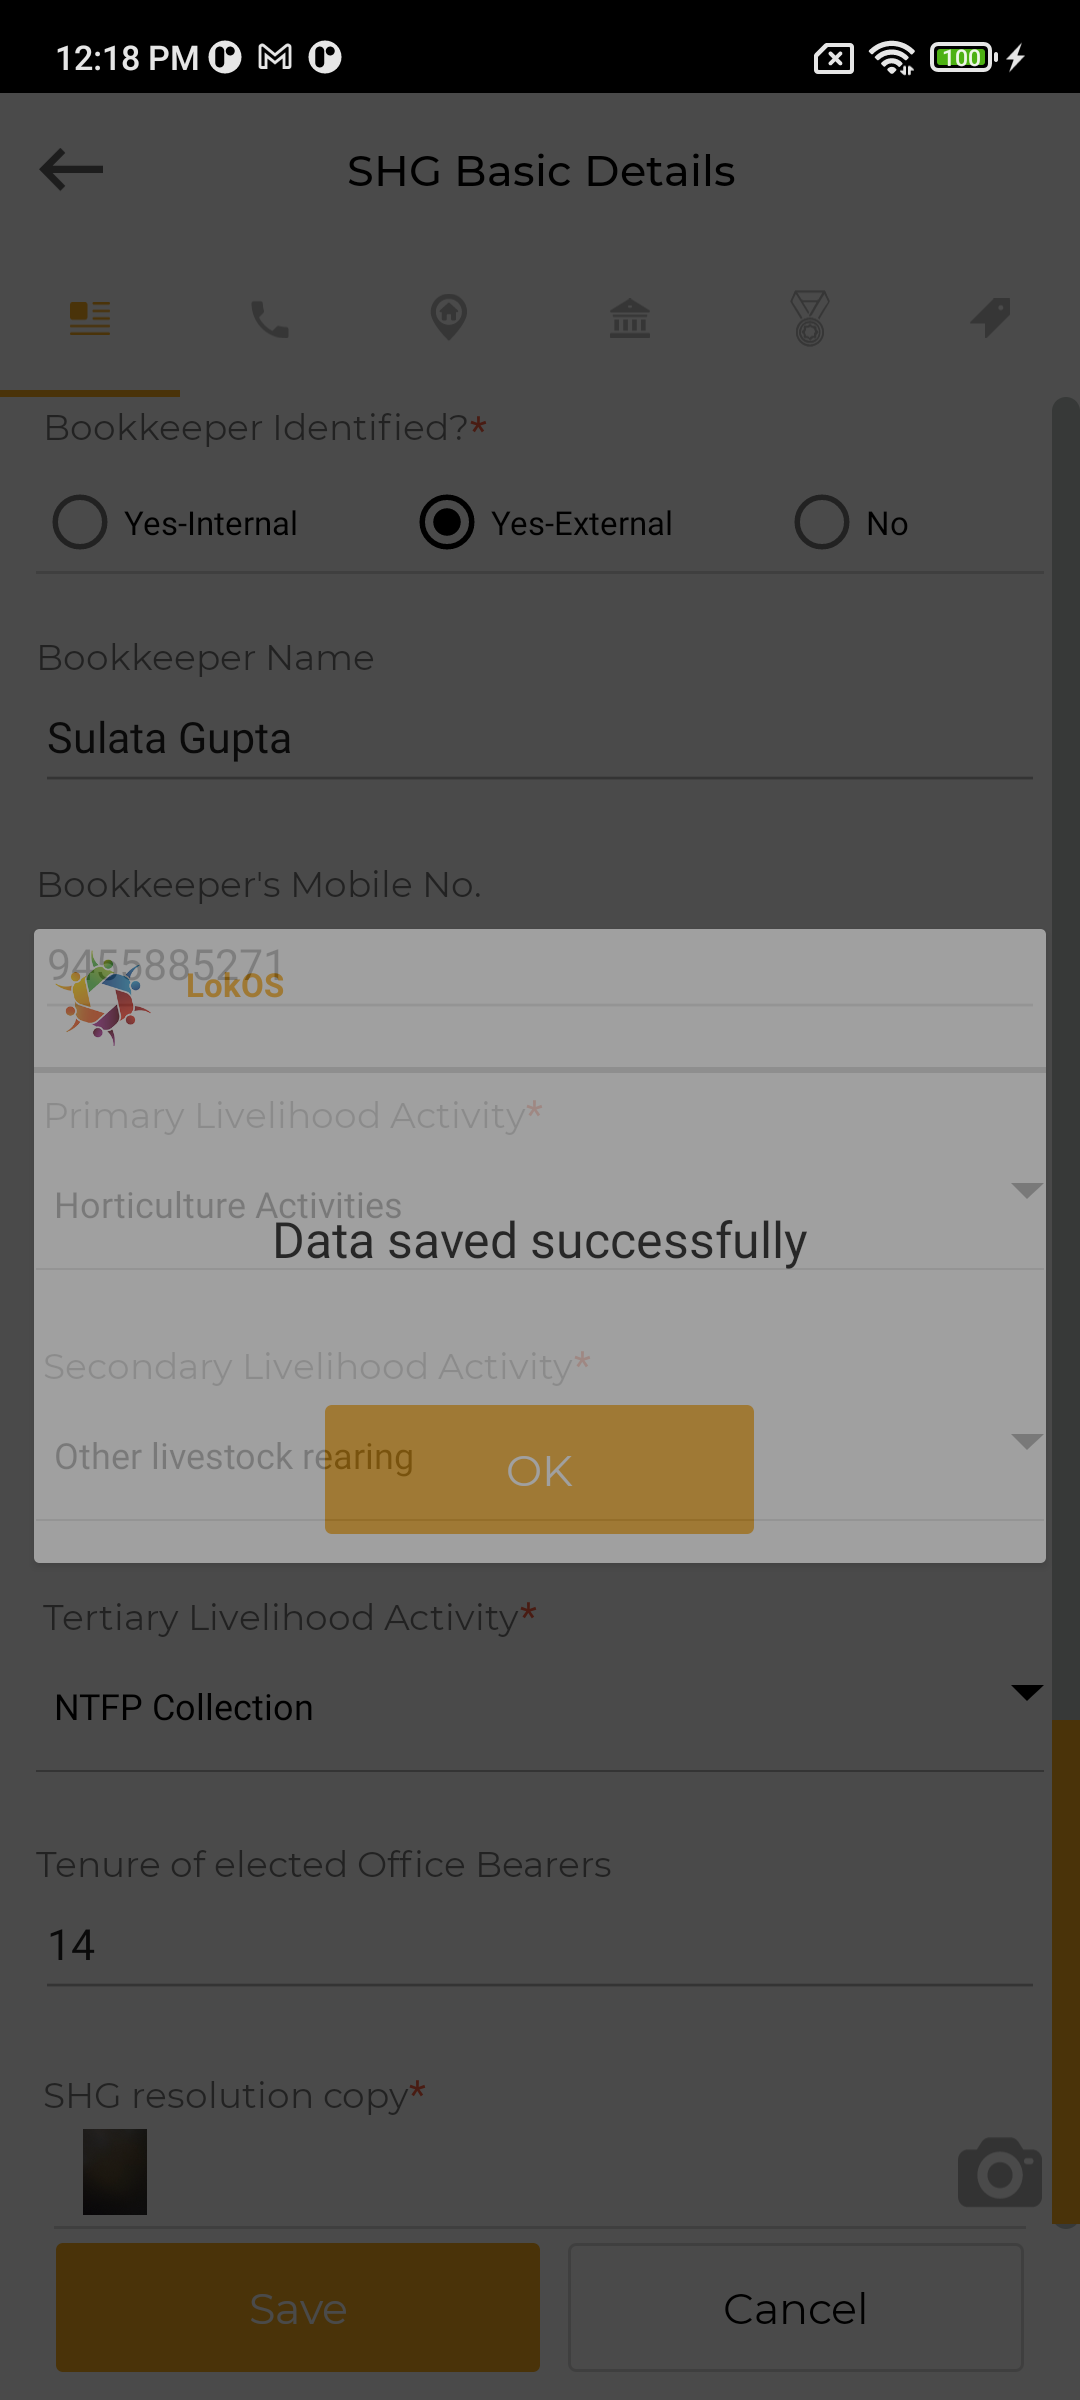 12:18 PM
100
SHG Basic Details
Bookkeeper Identified?*
Yes-Internal
Yes-External
No
Bookkeeper Name
Sulata Gupta
Bookkeeper's Mobile No.
9455885271
LokOS
Primary Livelihood Activity*
Horticulture Activities
Data saved successfully
Secondary Livelihood Activity*
Other livestock rearing
OK
Tertiary Livelihood Activity*
NTFP Collection
Tenure of elected Office Bearers
14
SHG resolution copy*
Save
Cancel